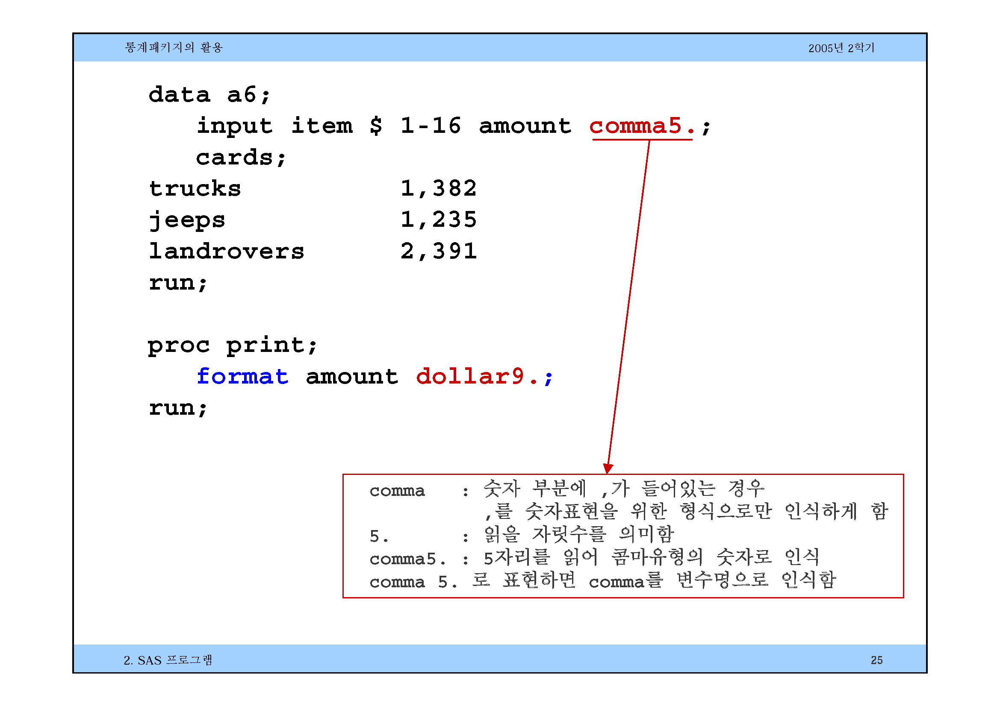 통계패키지의 활용 2005년 2학기
data a6;
   input item $ 1-16 amount comma5.;
   cards;
trucks          1,382
jeeps           1,235
landrovers      2,391
run;
proc print;
   format amount dollar9.;
run;
comma : 숫자 부분에 ,가 들어있는 경우
,를 숫자표현을 위한 형식으로만 인식하게 함
5. : 읽을 자릿수를 의미함
comma5. : 5자리를 읽어 콤마유형의 숫자로 인식
comma 5. 로 표현하면 comma를 변수명으로 인식함
2. SAS 프로그램 25